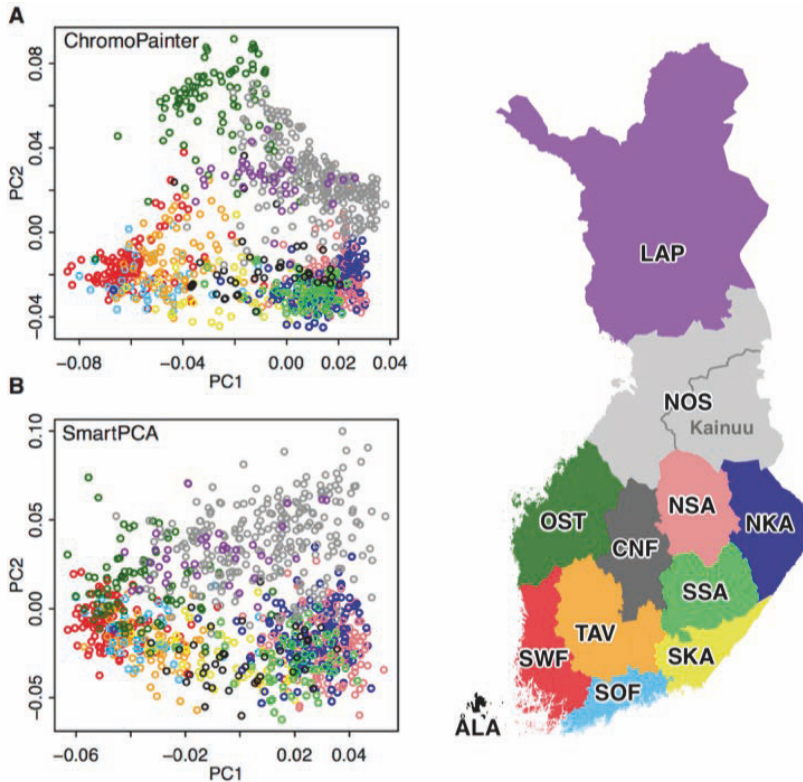 A
ChromoPainter
PC2
0.08
0.04
0.00
−0.04
−0.08
−0.04
0.00
0.02
0.04
PC1
B
SmartPCA
PC2
0.10
0.05
0.00
−0.05
−0.06
−0.02
0.02
0.04
PC1
LAP
NOS
Kainuu
OST
CNF
NSA
NKA
SSA
TAV
SWF
SKA
SOF
ÅLA